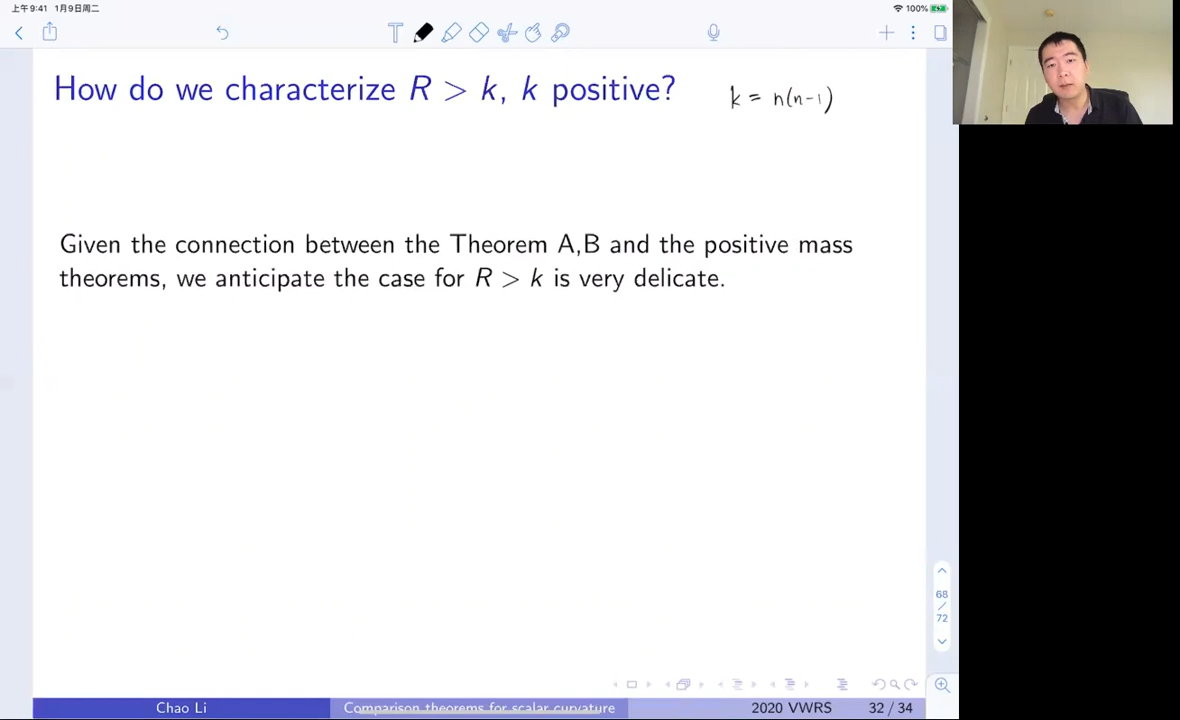 上午9:41 1月9日周二
100%
How do we characterize R > k, k positive?
k = n(n-1)
Given the connection between the Theorem A,B and the positive mass
theorems, we anticipate the case for R > k is very delicate.
68
/
72
Chao Li
Comparison theorems for scalar curvature
2020 VWRS
32 / 34